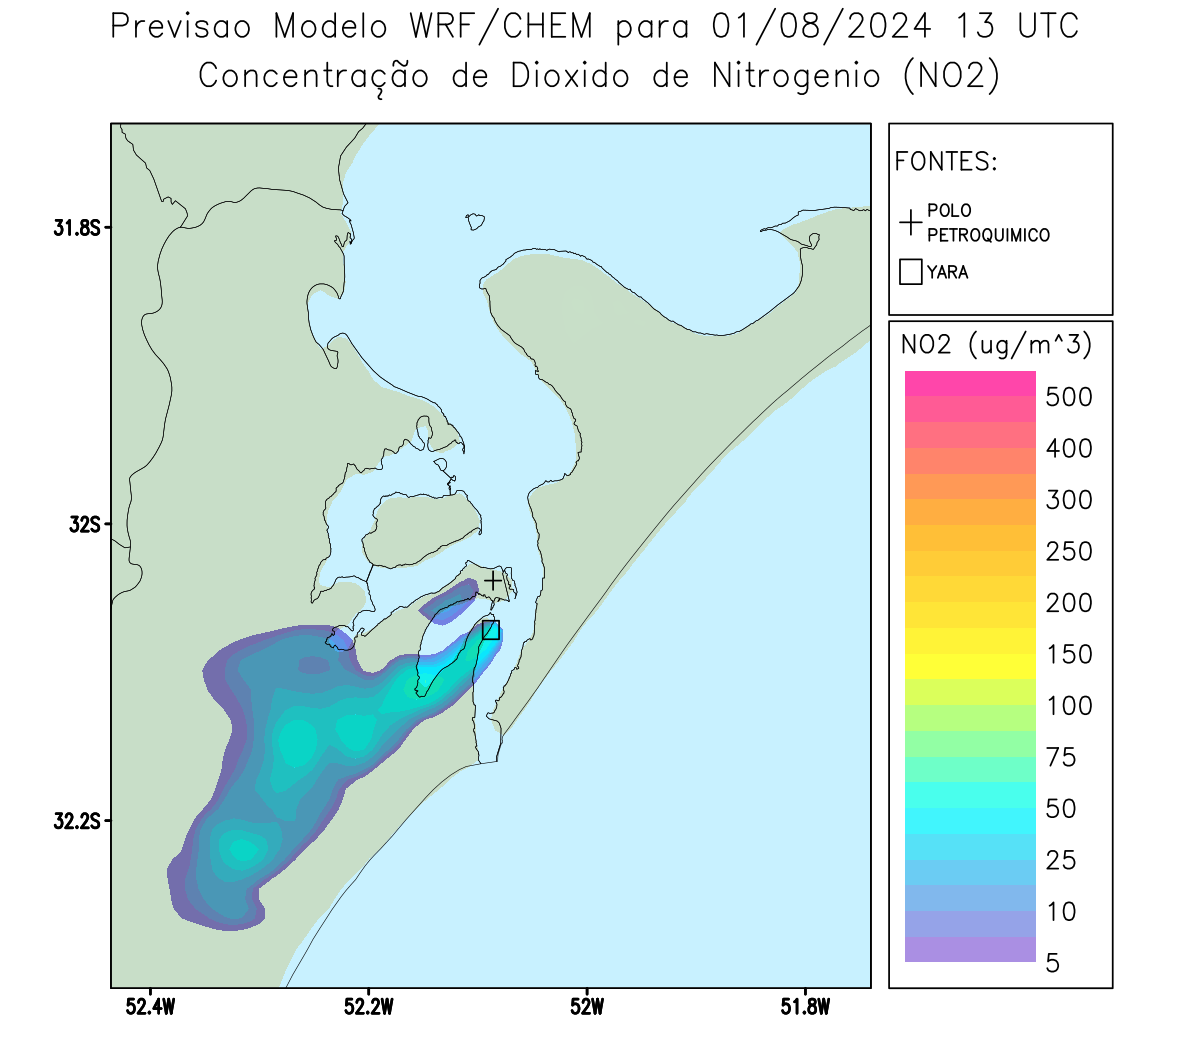 Previsao Modelo WRF/CHEM para 01/08/2024 13 UTC
Concentração de Dioxido de Nitrogenio (NO2)
FONTES:
POLO
PETROQUIMICO
YARA
NO2 (ug/m^3)
500
400
300
250
200
150
100
75
50
25
10
5
31.8S
32S
32.2S
52.4W
52.2W
52W
51.8W